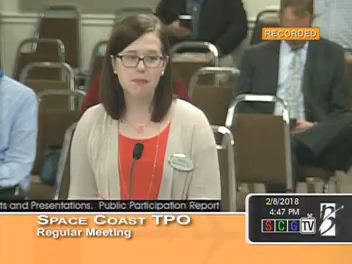 RECORDED
ts and Presentations. Public Participation Report
SPACE COAST TPO
Regular Meeting
2/8/2018
4:47 PM
SCGTV